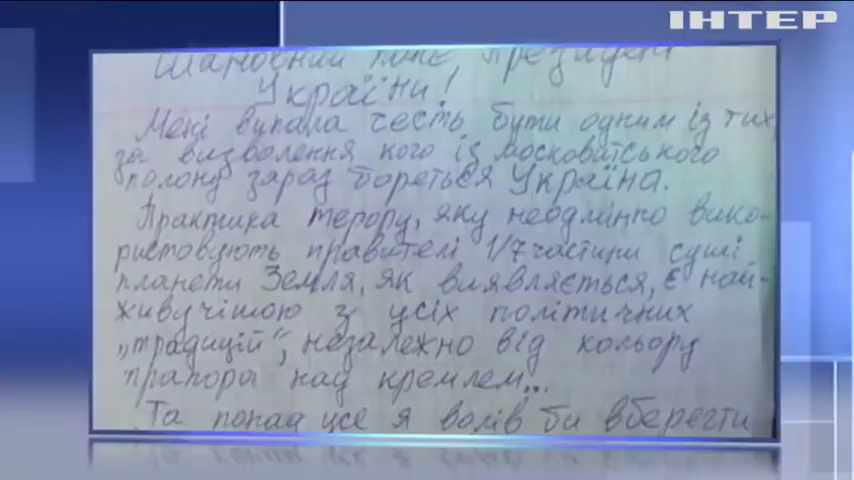 ІНТЕР
Шановний пане Президент
України!
Мені випала честь бути одним із тих,
за визволення кого із московитського
полону зараз бореться Україна.
Практика терору, яку неодмінно вико-
ристовують правителі 1/7 частини суші
планети Земля, як виявляється, є най-
живучішою з усіх політичних
„традицій“, незалежно від кольору
прапора над кремлем...
Та понад усе я волів би вберегти